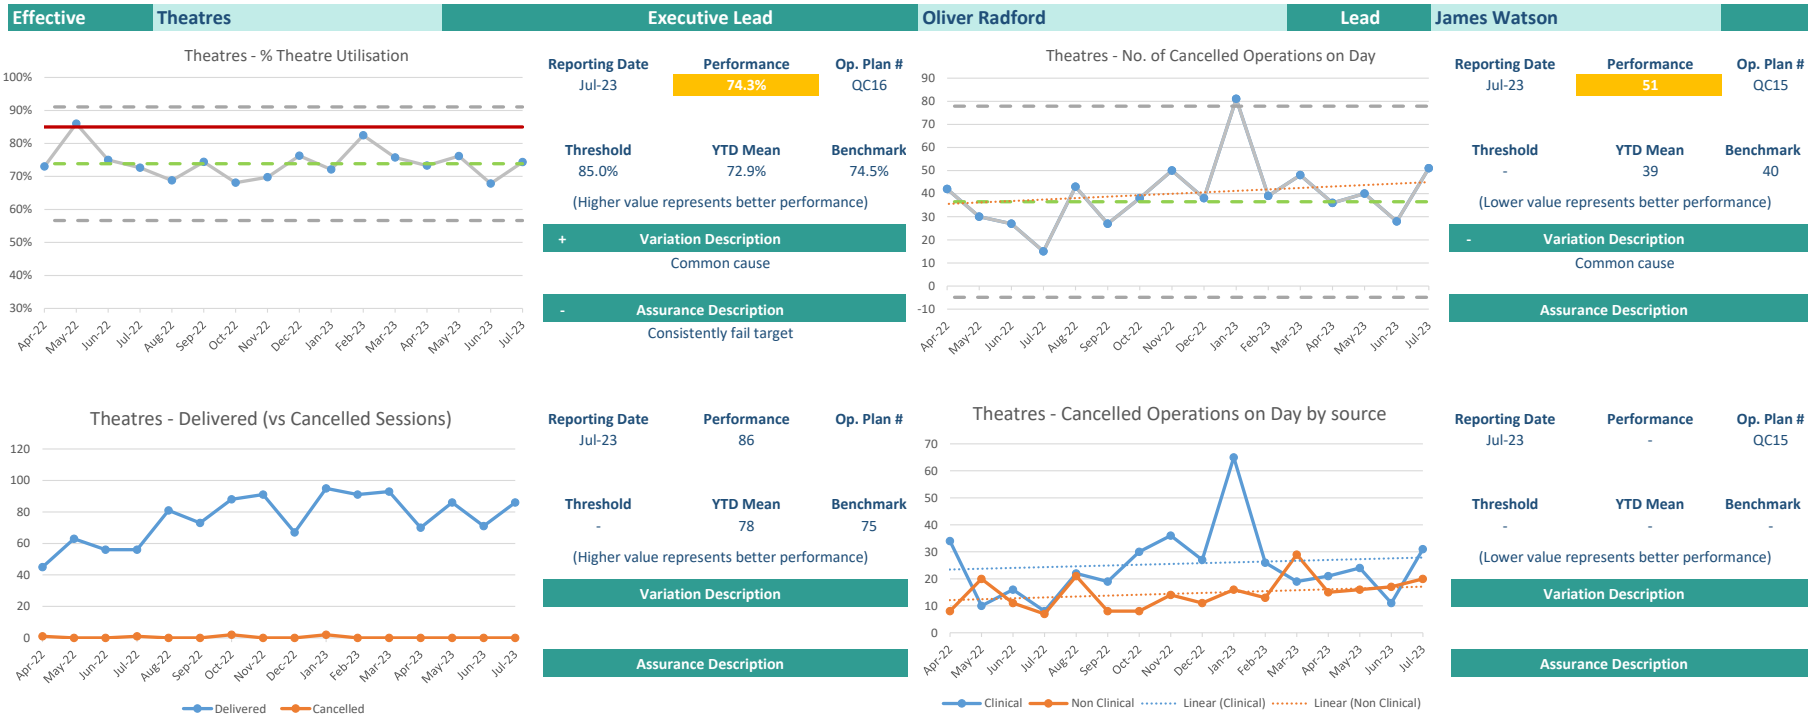 Effective Theatres Executive Lead Oliver Radford Lead James Watson
Theatres - % Theatre Utilisation
100%
90%
80%
70%
60%
50%
40%
30%
Apr-22 May-22 Jun-22 Jul-22 Aug-22 Sep-22 Oct-22 Nov-22 Dec-22 Jan-23 Feb-23 Mar-23 Apr-23 May-23 Jun-23 Jul-23
Reporting Date Performance Op. Plan #
Jul-23 74.3% QC16
Threshold YTD Mean Benchmark
85.0% 72.9% 74.5%
(Higher value represents better performance)
+ Variation Description
Common cause
- Assurance Description
Consistently fail target
Theatres - No. of Cancelled Operations on Day
90
80
70
60
50
40
30
20
10
0
-10
Apr-22 May-22 Jun-22 Jul-22 Aug-22 Sep-22 Oct-22 Nov-22 Dec-22 Jan-23 Feb-23 Mar-23 Apr-23 May-23 Jun-23 Jul-23
Reporting Date Performance Op. Plan #
Jul-23 51 QC15
Threshold YTD Mean Benchmark
- 39 40
(Lower value represents better performance)
- Variation Description
Common cause
Assurance Description
Theatres - Delivered (vs Cancelled Sessions)
120
100
80
60
40
20
0
Apr-22 May-22 Jun-22 Jul-22 Aug-22 Sep-22 Oct-22 Nov-22 Dec-22 Jan-23 Feb-23 Mar-23 Apr-23 May-23 Jun-23 Jul-23
Delivered Cancelled
Reporting Date Performance Op. Plan #
Jul-23 86
Threshold YTD Mean Benchmark
- 78 75
(Higher value represents better performance)
Variation Description
Assurance Description
Theatres - Cancelled Operations on Day by source
70
60
50
40
30
20
10
0
Apr-22 May-22 Jun-22 Jul-22 Aug-22 Sep-22 Oct-22 Nov-22 Dec-22 Jan-23 Feb-23 Mar-23 Apr-23 May-23 Jun-23 Jul-23
Clinical Non Clinical Linear (Clinical) Linear (Non Clinical)
Reporting Date Performance Op. Plan #
Jul-23 - QC15
Threshold YTD Mean Benchmark
- - -
(Lower value represents better performance)
Variation Description
Assurance Description